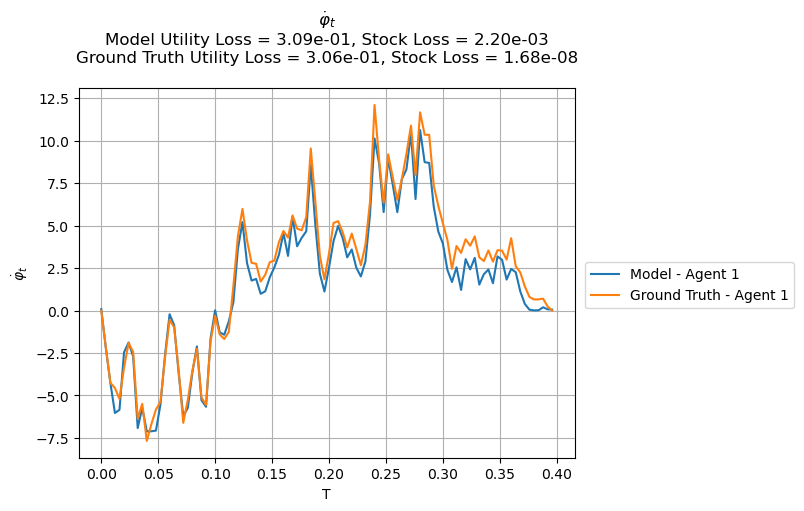 φ̇t
Model Utility Loss = 3.09e-01, Stock Loss = 2.20e-03
Ground Truth Utility Loss = 3.06e-01, Stock Loss = 1.68e-08
12.5
10.0
7.5
5.0
2.5
0.0
−2.5
−5.0
−7.5
φ̇t
0.00 0.05 0.10 0.15 0.20 0.25 0.30 0.35 0.40
T
Model - Agent 1
Ground Truth - Agent 1